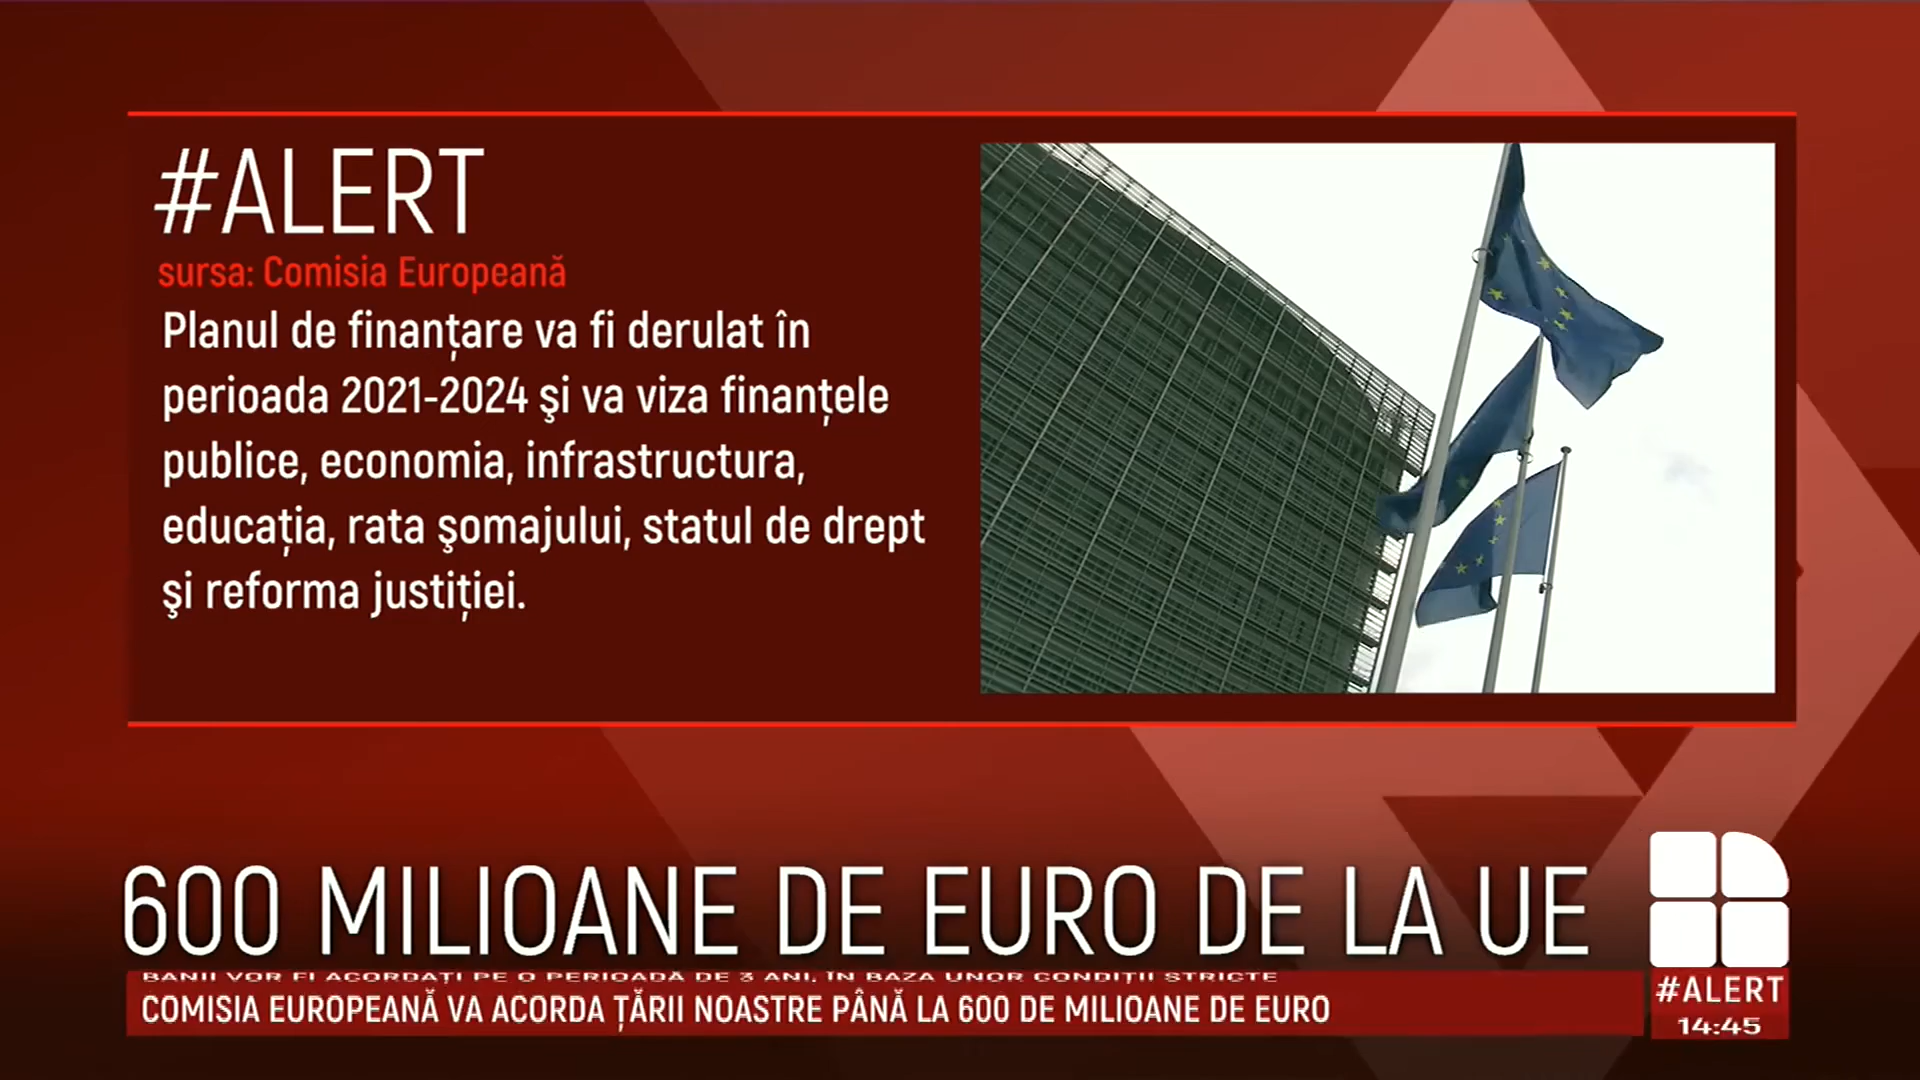 #ALERT
sursa: Comisia Europeană
Planul de finanțare va fi derulat în
perioada 2021-2024 şi va viza finanțele
publice, economia, infrastructura,
educația, rata şomajului, statul de drept
şi reforma justiției.
600 MILIOANE DE EURO DE LA UE
BANII VOR FI ACORDAȚI PE O PERIOADĂ DE 3 ANI, ÎN BAZA UNOR CONDIȚII STRICTE
COMISIA EUROPEANĂ VA ACORDA ȚĂRII NOASTRE PÂNĂ LA 600 DE MILIOANE DE EURO
#ALERT
14:45